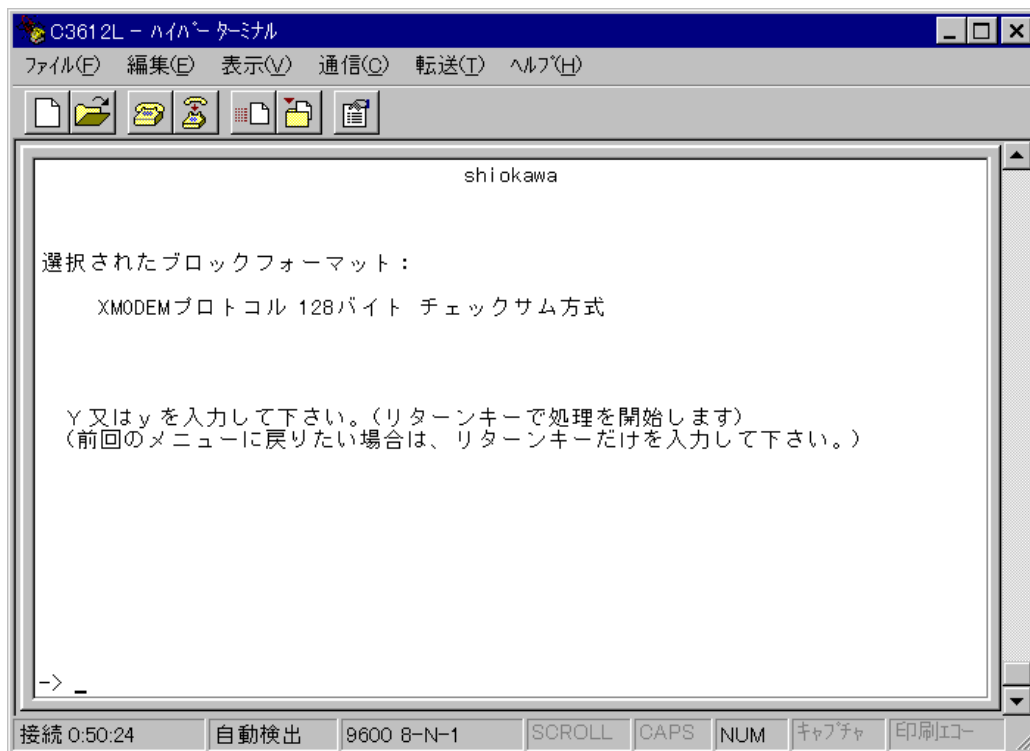 C3612L - ﾊｲﾊﾟｰ ﾀｰﾐﾅﾙ
ﾌｧｲﾙ(F) 編集(E) 表示(V) 通信(C) 転送(T) ﾍﾙﾌﾟ(H)
shiokawa
選択されたブロックフォーマット：
XMODEMプロトコル 128バイト チェックサム方式
Ｙ又はｙを入力して下さい。(リターンキーで処理を開始します)
(前回のメニューに戻りたい場合は、リターンキーだけを入力して下さい。)
-> _
接続 0:50:24 自動検出 9600 8-N-1 SCROLL CAPS NUM ｷｬﾌﾟﾁｬ 印刷ｴｺｰ